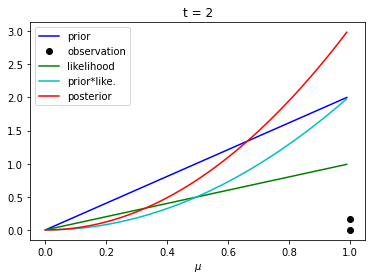 t = 2
prior
observation
likelihood
prior*like.
posterior
3.0
2.5
2.0
1.5
1.0
0.5
0.0
0.0
0.2
0.4
0.6
0.8
1.0
μ